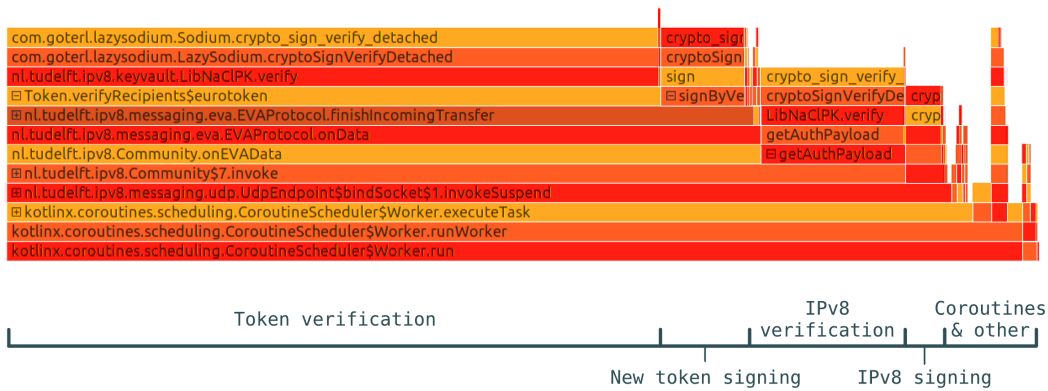 com.goterl.lazysodium.Sodium.crypto_sign_verify_detached crypto_sign
com.goterl.lazysodium.LazySodium.cryptoSignVerifyDetached cryptoSign
nl.tudelft.ipv8.keyvault.LibNaClPK.verify sign crypto_sign_verify_
Token.verifyRecipients$eurotoken signByVe cryptoSignVerifyDe cryp
nl.tudelft.ipv8.messaging.eva.EVAProtocol.finishIncomingTransfer LibNaClPK.verify cryp
nl.tudelft.ipv8.messaging.eva.EVAProtocol.onData getAuthPayload
nl.tudelft.ipv8.Community.onEVAData getAuthPayload
nl.tudelft.ipv8.Community$7.invoke
nl.tudelft.ipv8.messaging.udp.UdpEndpoint$bindSocket$1.invokeSuspend
kotlinx.coroutines.scheduling.CoroutineScheduler$Worker.executeTask
kotlinx.coroutines.scheduling.CoroutineScheduler$Worker.runWorker
kotlinx.coroutines.scheduling.CoroutineScheduler$Worker.run
Token verification
New token signing
IPv8
verification
IPv8 signing
Coroutines
& other